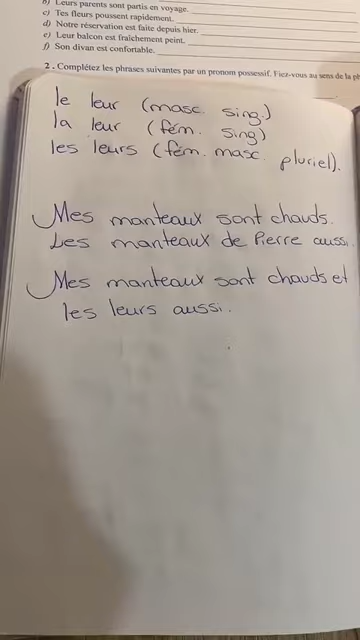 b) Leurs parents sont partis en voyage.
c) Tes fleurs poussent rapidement.
d) Notre réservation est faite depuis hier.
e) Leur balcon est fraîchement peint.
f) Son divan est confortable.
2. Complétez les phrases suivantes par un pronom possessif. Fiez-vous au sens de la
le leur (masc. sing.)
la leur (fém. sing)
les leurs (fém. masc. pluriel).
Mes manteaux sont chauds.
Les manteaux de Pierre aussi.
Mes manteaux sont chauds et
les leurs aussi.